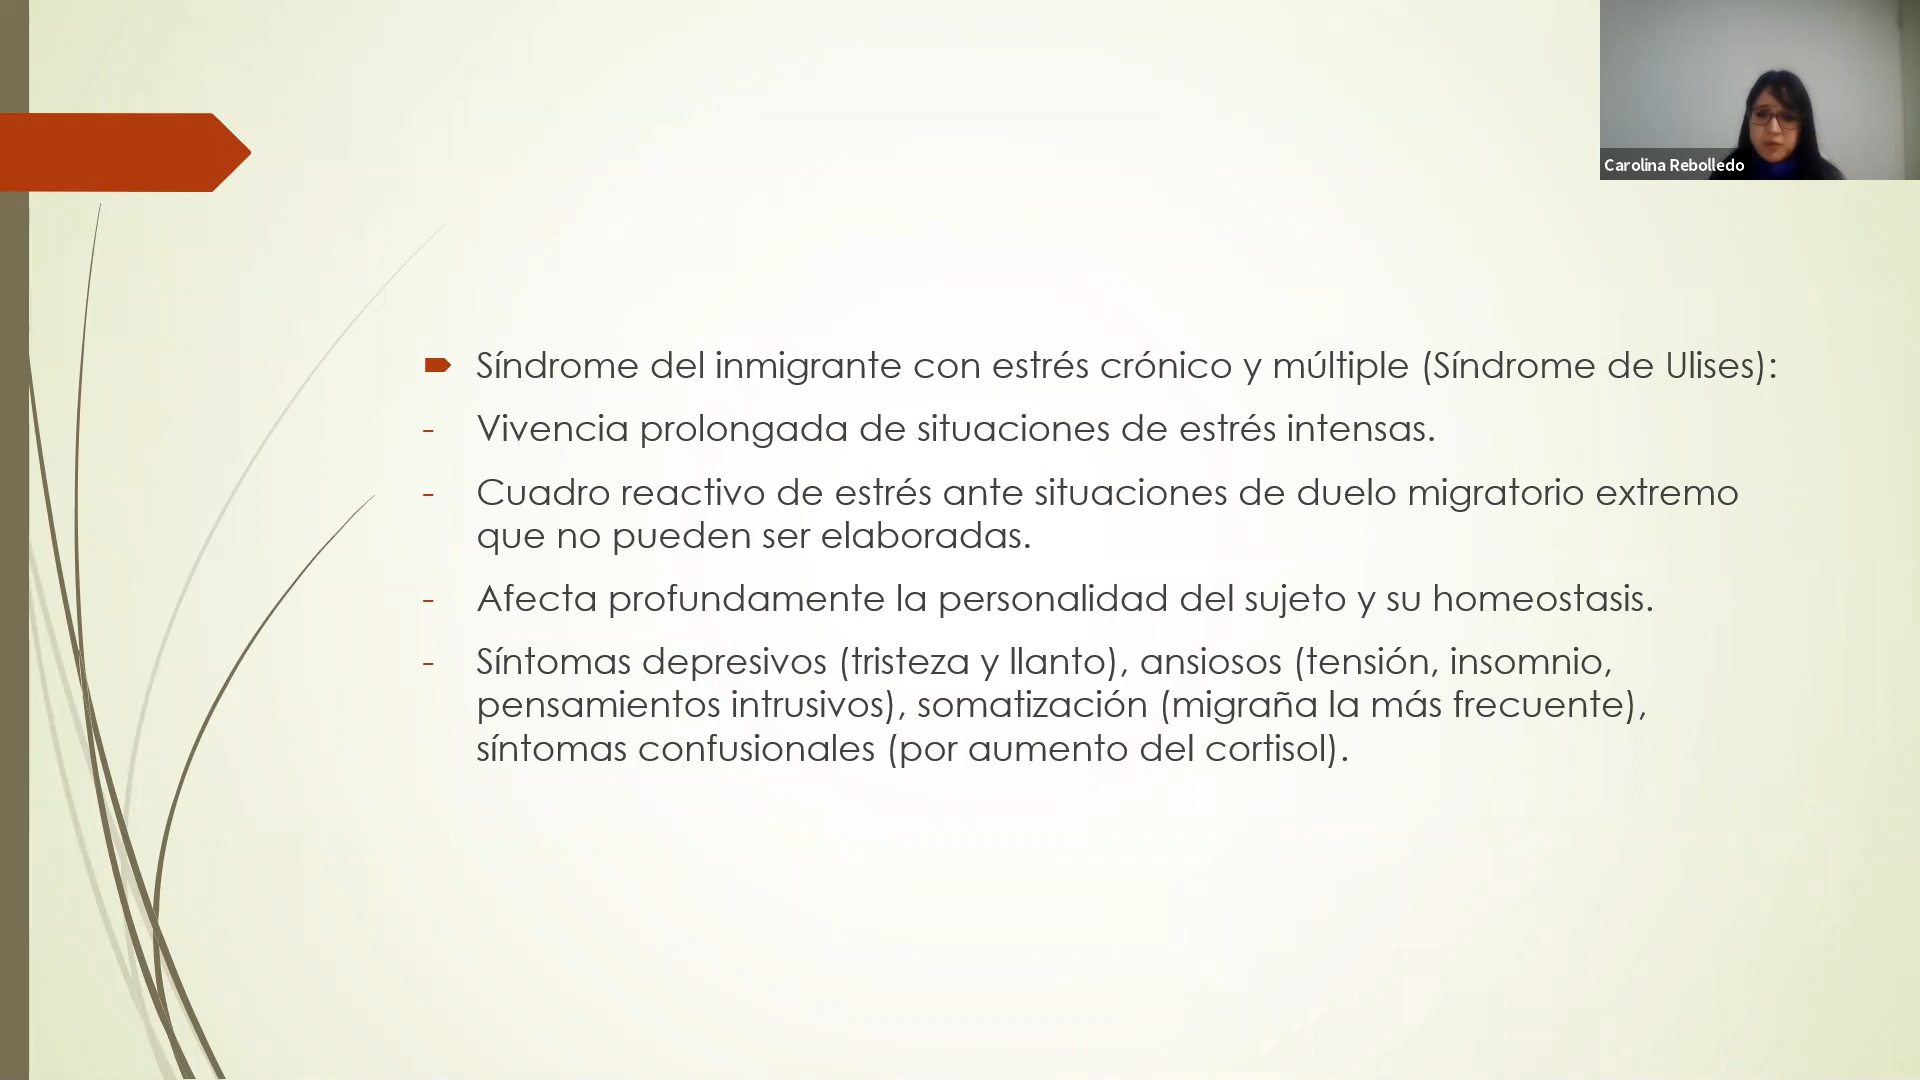 Carolina Rebolledo
Síndrome del inmigrante con estrés crónico y múltiple (Síndrome de Ulises):
- Vivencia prolongada de situaciones de estrés intensas.
- Cuadro reactivo de estrés ante situaciones de duelo migratorio extremo
que no pueden ser elaboradas.
- Afecta profundamente la personalidad del sujeto y su homeostasis.
- Síntomas depresivos (tristeza y llanto), ansiosos (tensión, insomnio,
pensamientos intrusivos), somatización (migraña la más frecuente),
síntomas confusionales (por aumento del cortisol).